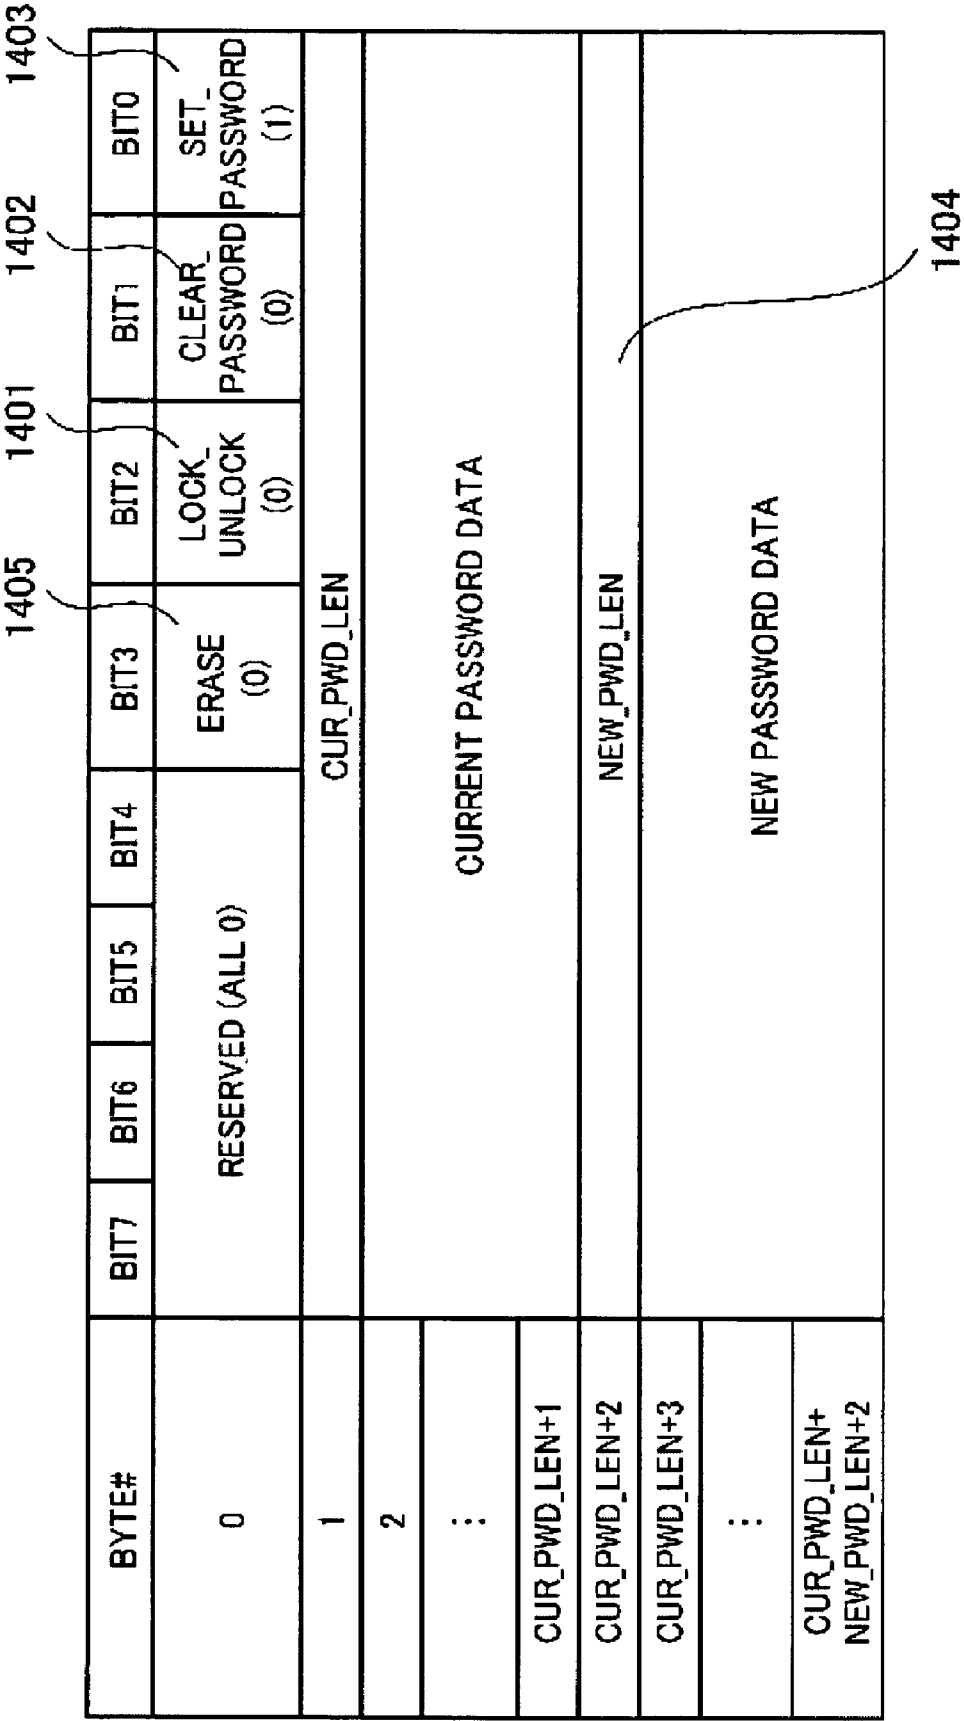 1405
1401
1402
1403
BYTE#
BIT7
BIT6
BIT5
BIT4
BIT3
BIT2
BIT1
BIT0
0
RESERVED (ALL 0)
ERASE
(0)
LOCK_
UNLOCK
(0)
CLEAR_
PASSWORD
(0)
SET_
PASSWORD
(1)
1
CUR_PWD_LEN
2
⋮
CUR_PWD_LEN+1
CURRENT PASSWORD DATA
CUR_PWD_LEN+2
NEW_PWD_LEN
CUR_PWD_LEN+3
⋮
CUR_PWD_LEN+
NEW_PWD_LEN+2
NEW PASSWORD DATA
1404